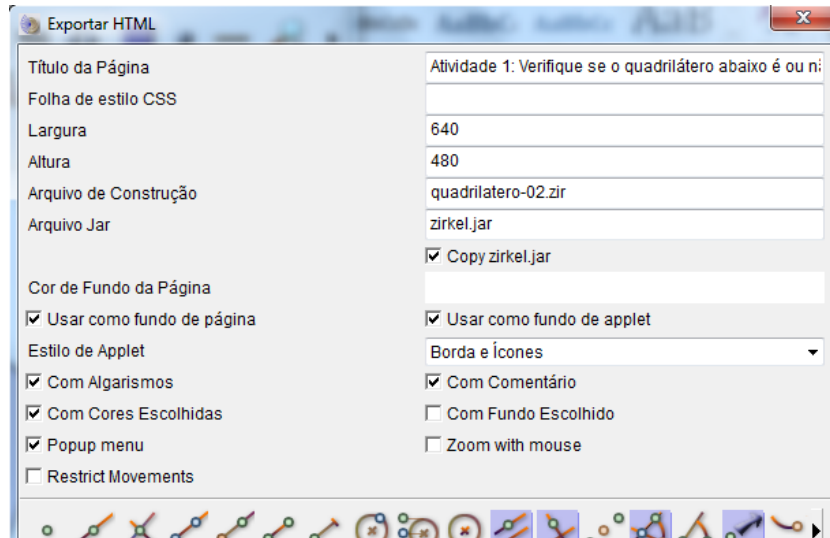 Exportar HTML
Título da Página Atividade 1: Verifique se o quadrilátero abaixo é ou
Folha de estilo CSS
Largura 640
Altura 480
Arquivo de Construção quadrilatero-02.zir
Arquivo Jar zirkel.jar
Copy zirkel.jar
Cor de Fundo da Página
Usar como fundo de página Usar como fundo de applet
Estilo de Applet Borda e Ícones
Com Algarismos Com Comentário
Com Cores Escolhidas Com Fundo Escolhido
Popup menu Zoom with mouse
Restrict Movements